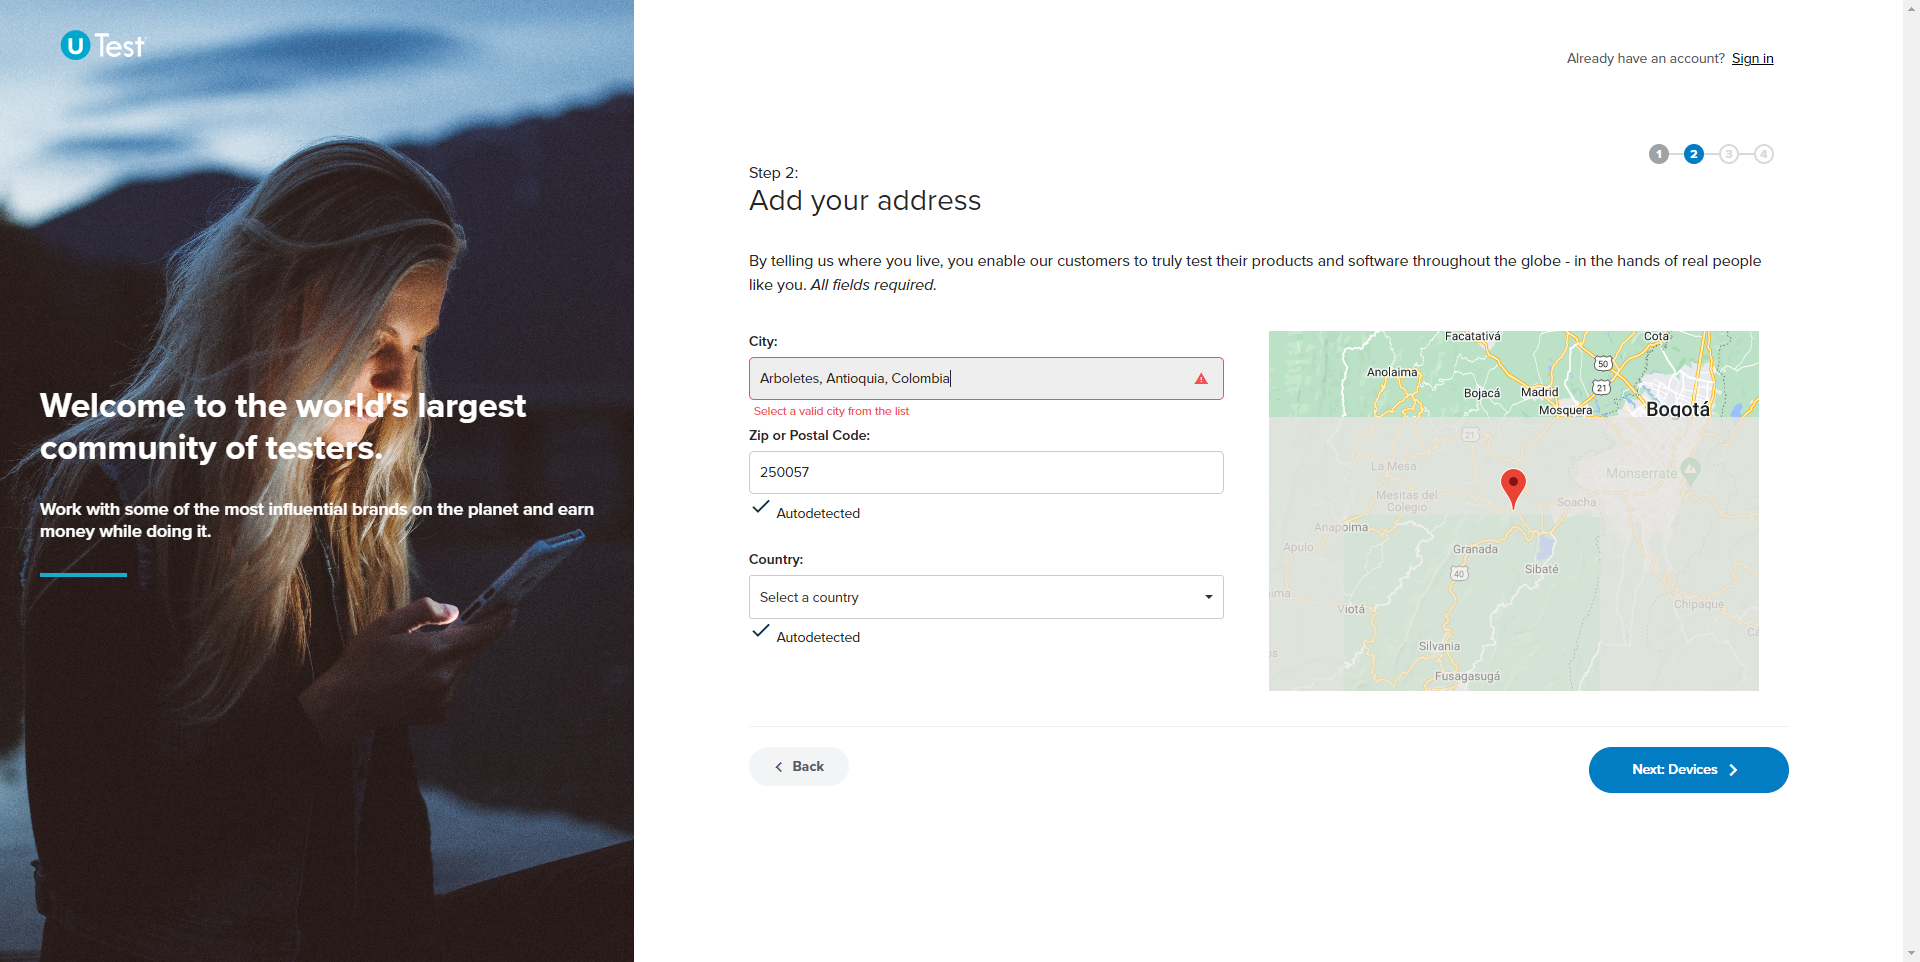 U Test
Already have an account? Sign in
1 2 3 4
Step 2:
Add your address
By telling us where you live, you enable our customers to truly test their products and software throughout the globe - in the hands of real people
like you. All fields required.
Welcome to the world's largest
community of testers.
Work with some of the most influential brands on the planet and earn
money while doing it.
City:
Arboletes, Antioquia, Colombia
Select a valid city from the list
Zip or Postal Code:
250057
Autodetected
Country:
Select a country
Autodetected
Facatativá
Cota
50
Anolaima
21
Bojacá
Madrid
Mosquera
Bogotá
21
La Mesa
Monserrate
Mesitas del
Colegio
Soacha
Anapoima
Apulo
Granada
Sibaté
40
ima
Viotá
Chipaque
Silvania
Fusagasugá
Back
Next: Devices